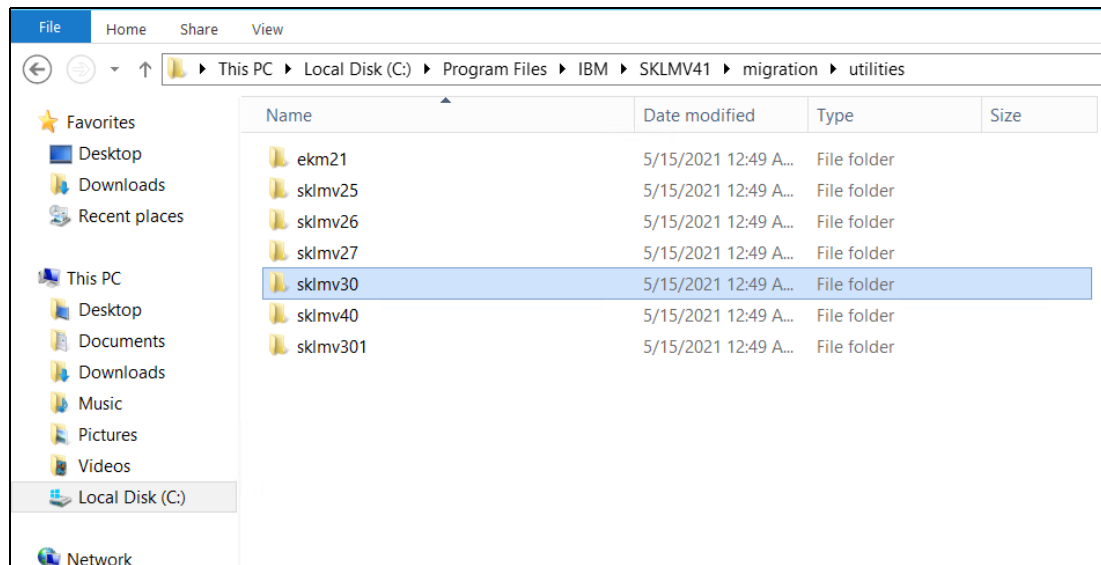 File Home Share View
This PC Local Disk (C:) Program Files IBM SKLMV41 migration utilities
Favorites
Desktop
Downloads
Recent places
This PC
Desktop
Documents
Downloads
Music
Pictures
Videos
Local Disk (C:)
Network
Name Date modified Type Size
ekm21 5/15/2021 12:49 A... File folder
sklmv25 5/15/2021 12:49 A... File folder
sklmv26 5/15/2021 12:49 A... File folder
sklmv27 5/15/2021 12:49 A... File folder
sklmv30 5/15/2021 12:49 A... File folder
sklmv40 5/15/2021 12:49 A... File folder
sklmv301 5/15/2021 12:49 A... File folder